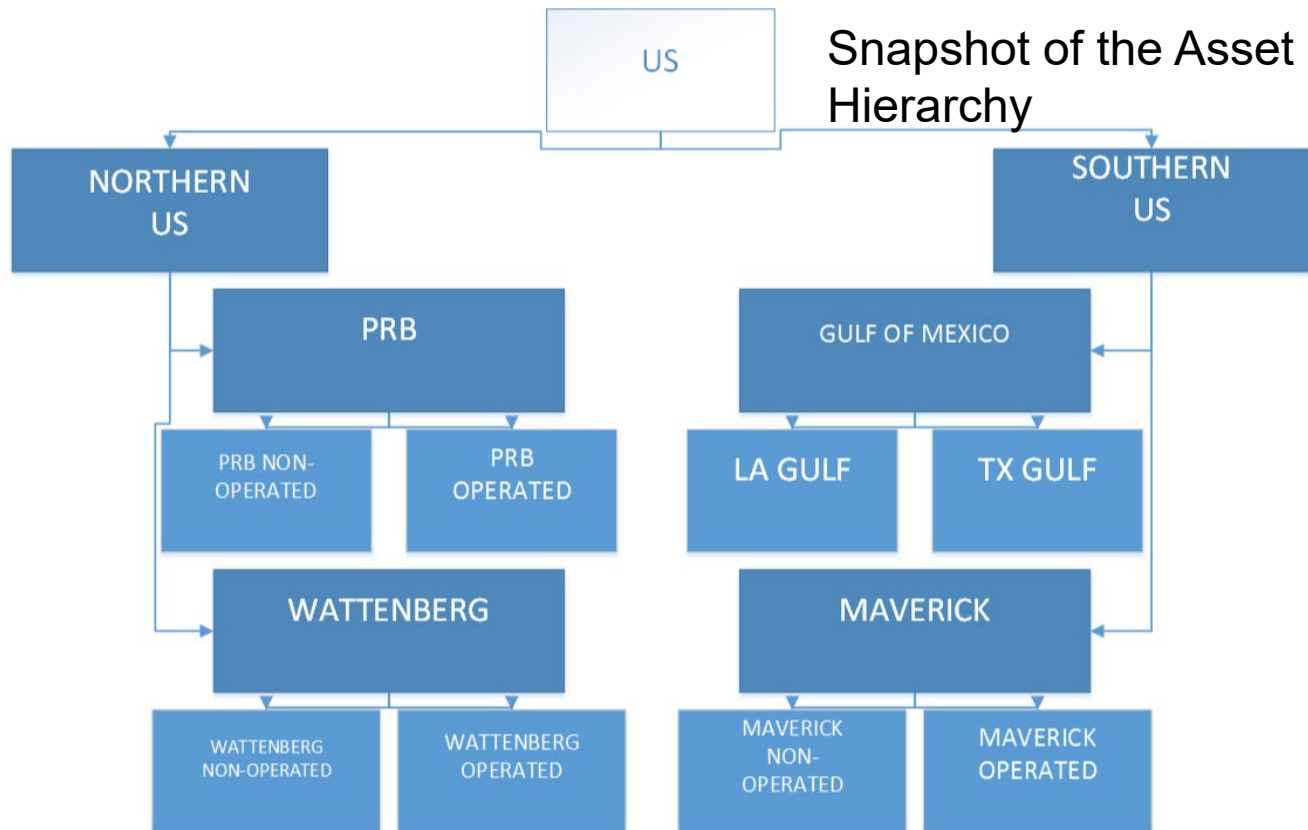 US
Snapshot of the Asset
Hierarchy
NORTHERN
US
SOUTHERN
US
PRB
GULF OF MEXICO
PRB NON-
OPERATED
PRB
OPERATED
LA GULF
TX GULF
WATTENBERG
MAVERICK
WATTENBERG
NON-OPERATED
WATTENBERG
OPERATED
MAVERICK
NON-
OPERATED
MAVERICK
OPERATED